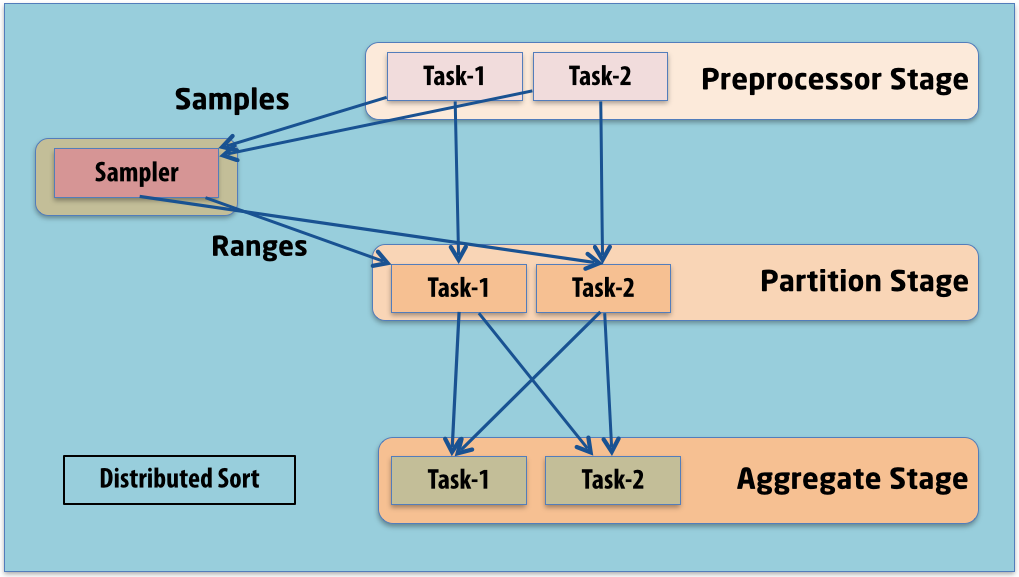 Task-1
Task-2
Preprocessor Stage
Samples
Sampler
Ranges
Task-1
Task-2
Partition Stage
Task-1
Task-2
Aggregate Stage
Distributed Sort